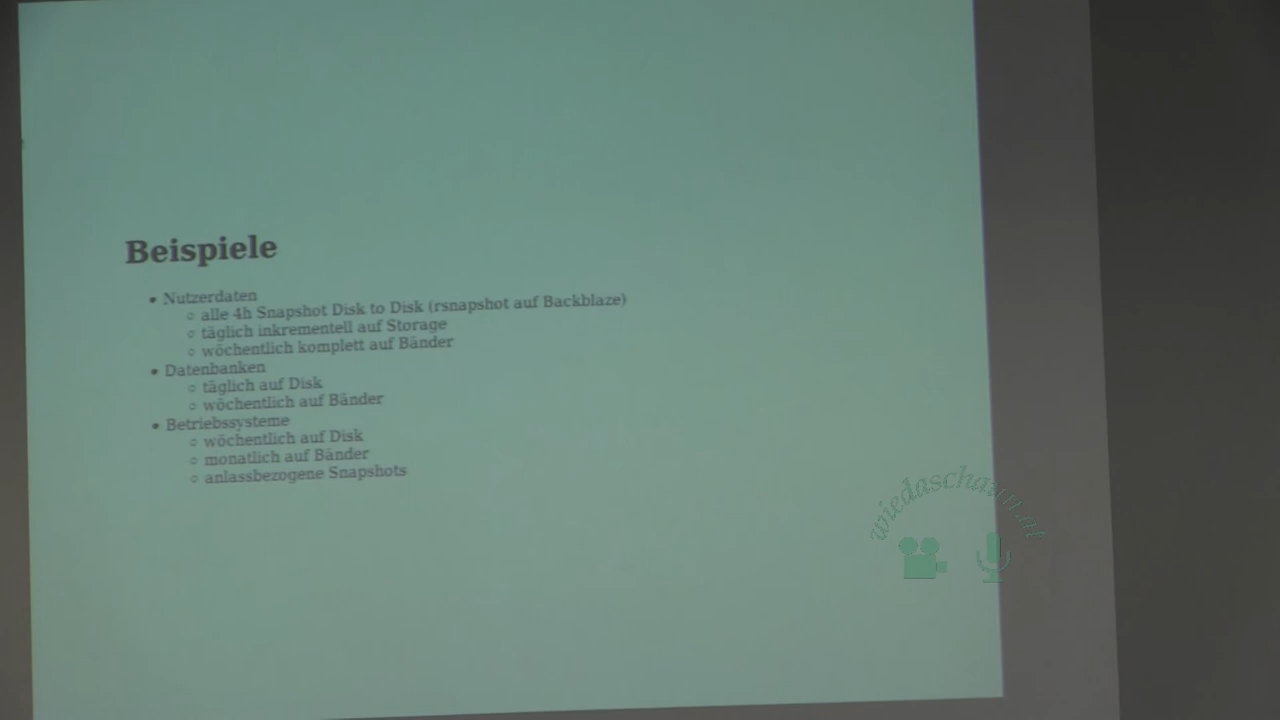 Beispiele
• Nutzerdaten
○ alle 4h Snapshot Disk to Disk (rsnapshot auf Backblaze)
○ täglich inkrementell auf Storage
○ wöchentlich komplett auf Bänder
• Datenbanken
○ täglich auf Disk
○ wöchentlich auf Bänder
• Betriebssysteme
○ wöchentlich auf Disk
○ monatlich auf Bänder
○ anlassbezogene Snapshots
wiedaschaun.at